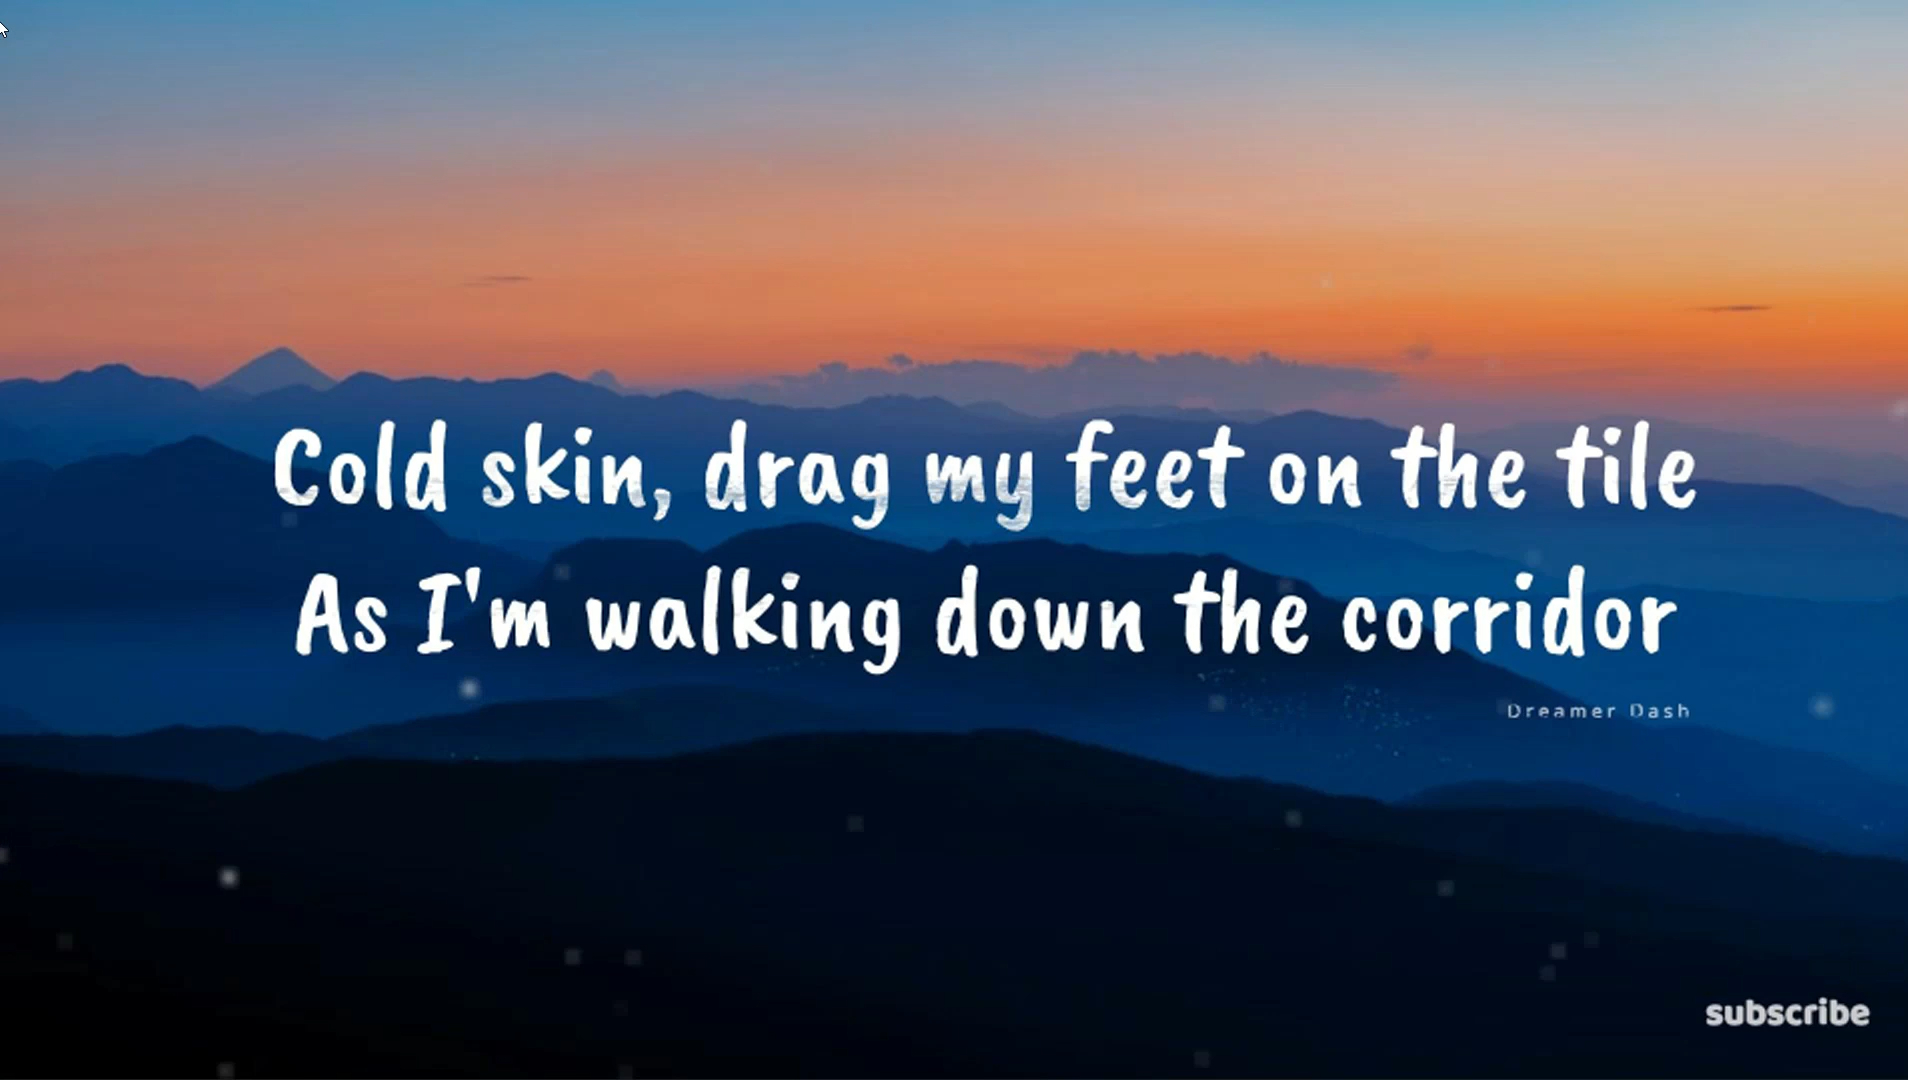 Cold skin, drag my feet on the tile
As I'm walking down the corridor
Dreamer Dash
subscribe